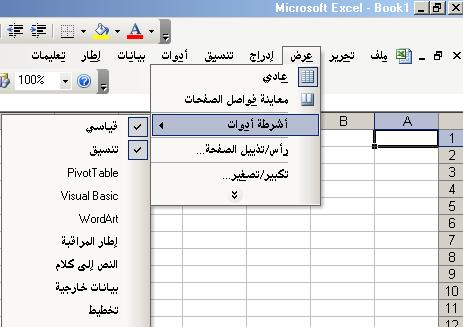 Microsoft Excel - Book1
ملف تحرير عرض إدراج تنسيق أدوات بيانات إطار تعليمات
100%
عادي
معاينة فواصل الصفحات
أشرطة أدوات
رأس/تذييل الصفحة...
تكبير/تصغير...
قياسي
تنسيق
PivotTable
Visual Basic
WordArt
إطار المراقبة
النص إلى كلام
بيانات خارجية
تخطيط
A B
1
2
3
4
5
6
7
8
9
10
11
12